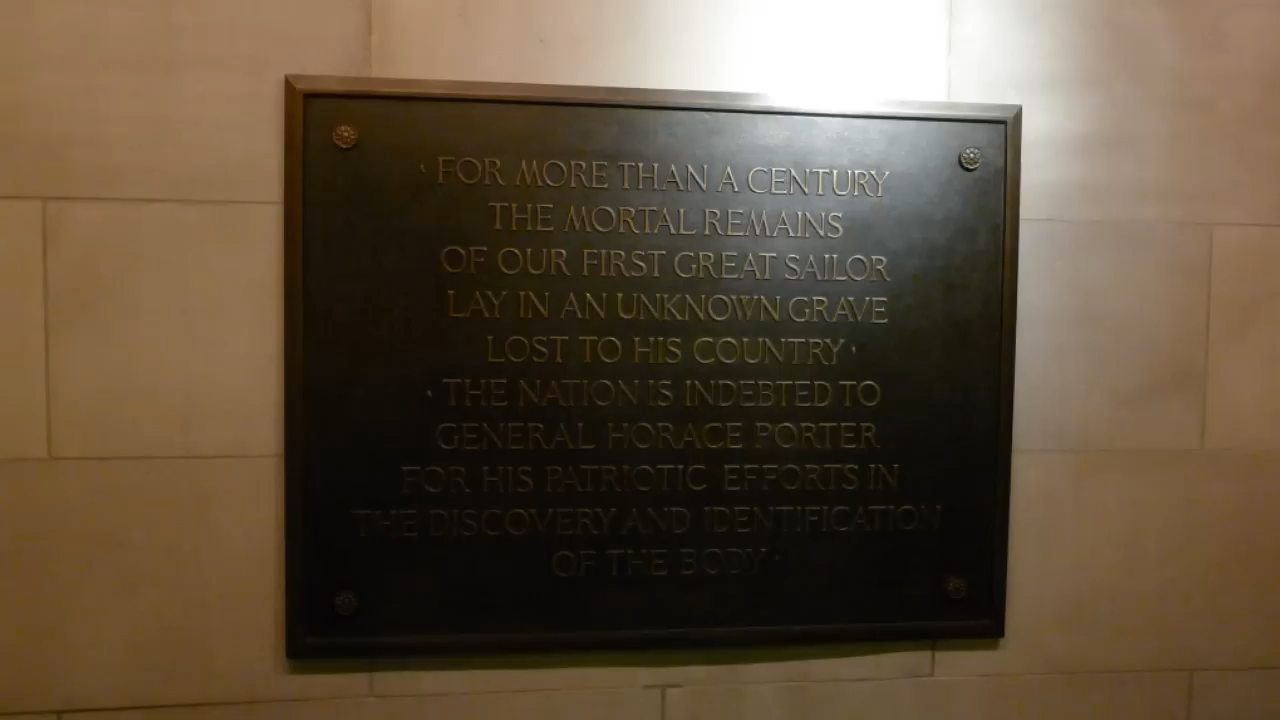 · FOR MORE THAN A CENTURY
THE MORTAL REMAINS
OF OUR FIRST GREAT SAILOR
LAY IN AN UNKNOWN GRAVE
LOST TO HIS COUNTRY ·
· THE NATION IS INDEBTED TO
GENERAL HORACE PORTER
FOR HIS PATRIOTIC EFFORTS IN
THE DISCOVERY AND IDENTIFICATION
OF THE BODY ·